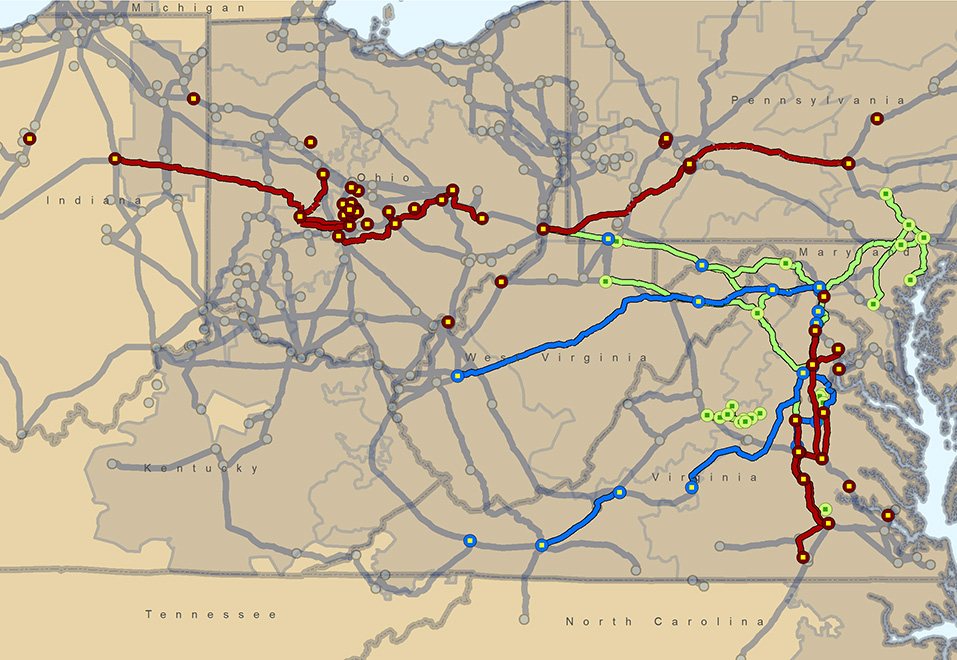 Michigan
Pennsylvania
Ohio
Indiana
Maryland
West Virginia
Kentucky
Virginia
Tennessee
North Carolina